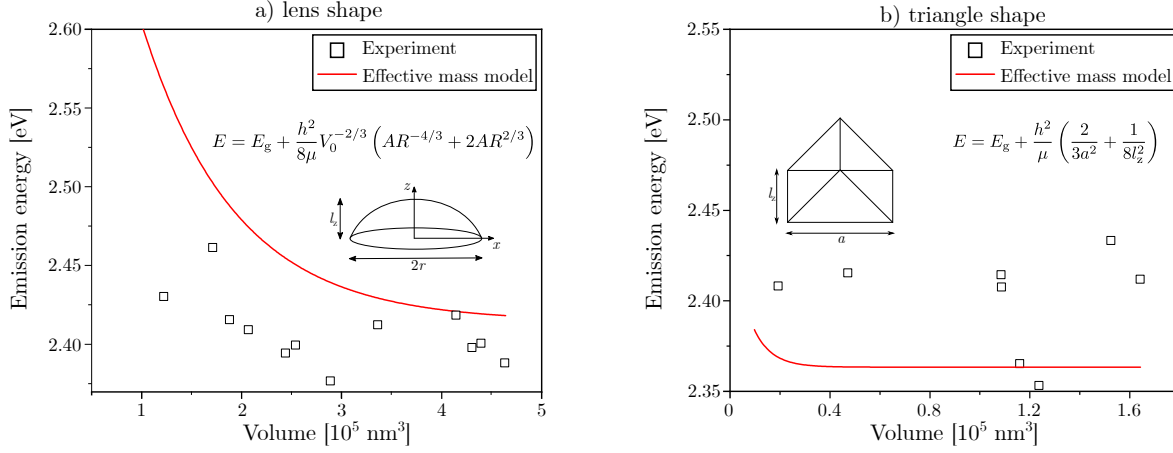 a) lens shape
2.60
2.55
2.50
2.45
2.40
Emission energy [eV]
Experiment
Effective mass model
E = E_g + \frac{h^2}{8\mu} V_0^{-2/3} \left( AR^{-4/3} + 2AR^{2/3} \right)
z
l_z
x
2r
1 2 3 4 5
Volume [10^5 nm^3]
b) triangle shape
2.55
2.50
2.45
2.40
2.35
Emission energy [eV]
Experiment
Effective mass model
E = E_g + \frac{h^2}{\mu} \left( \frac{2}{3a^2} + \frac{1}{8l_z^2} \right)
l_z
a
0 0.4 0.8 1.2 1.6
Volume [10^5 nm^3]